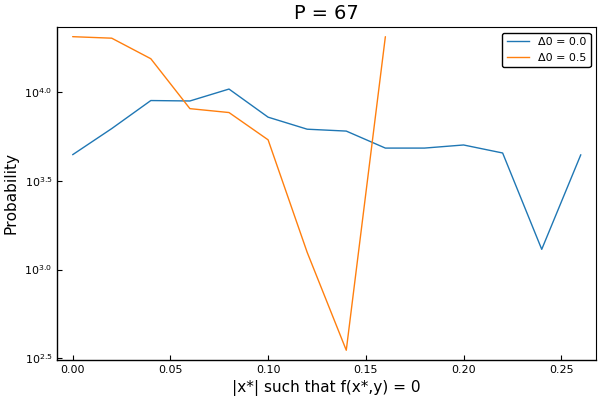 P = 67
Δ0 = 0.0
Δ0 = 0.5
Probability
10^4.0
10^3.5
10^3.0
10^2.5
0.00 0.05 0.10 0.15 0.20 0.25
|x*| such that f(x*,y) = 0